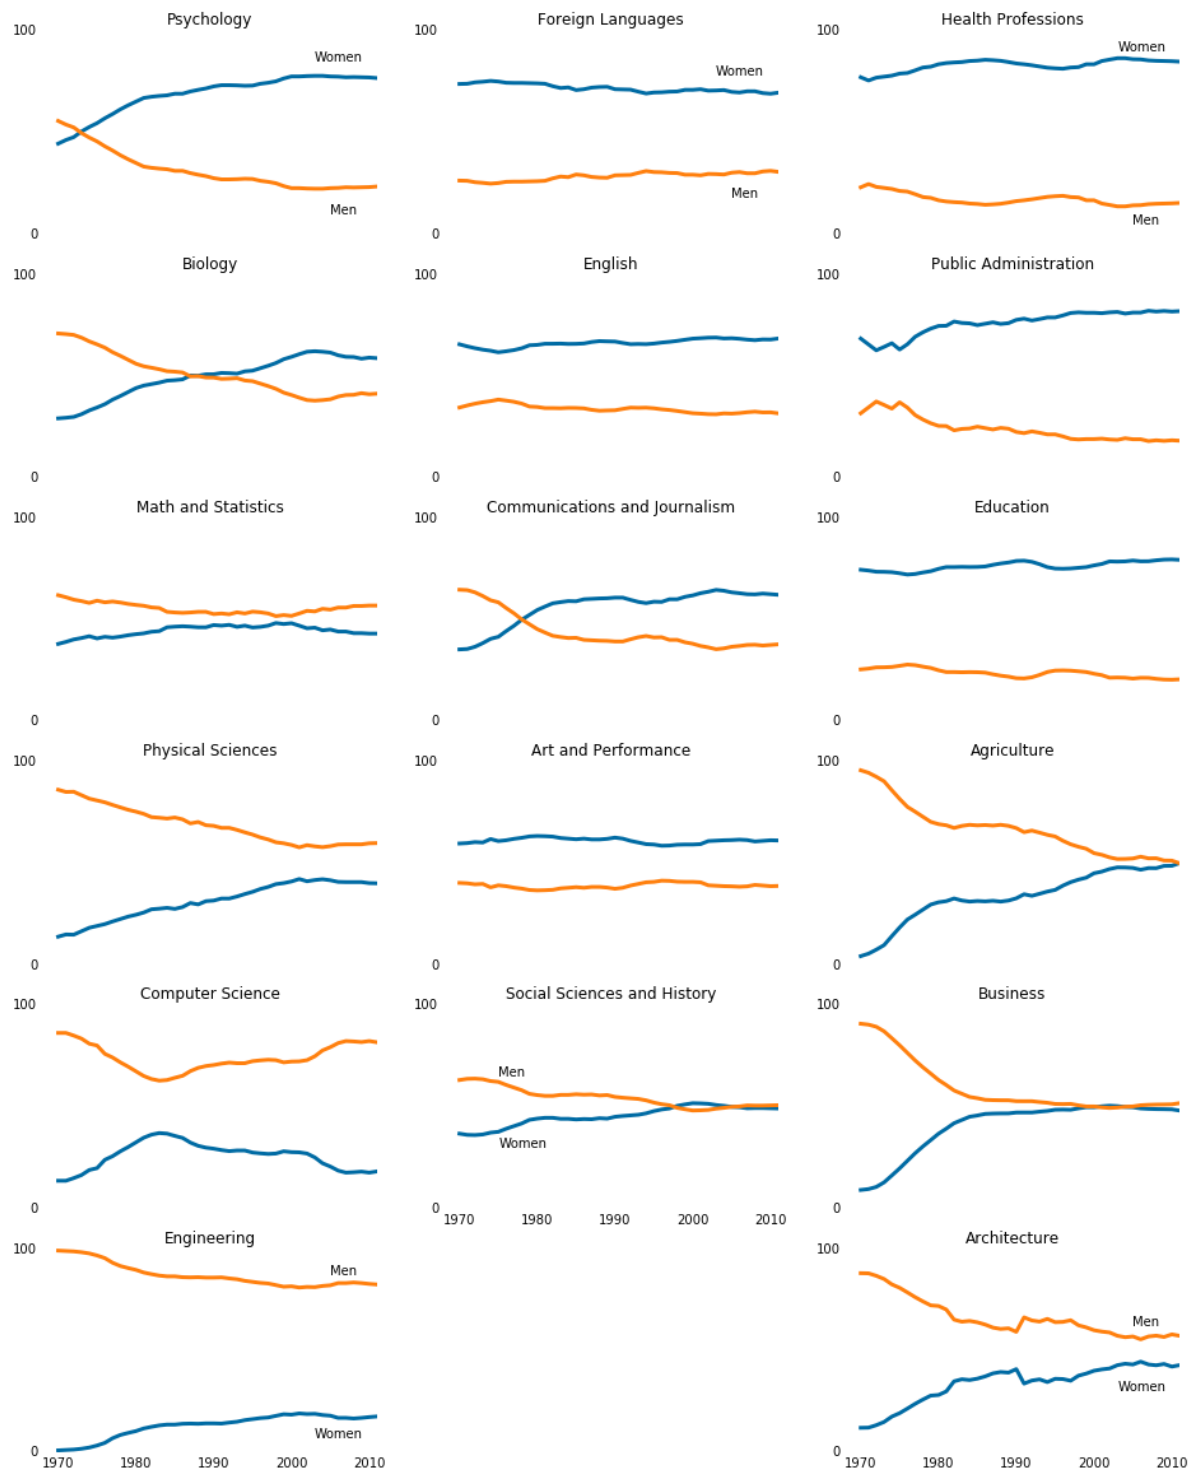 Psychology
100
Women
Men
0
Foreign Languages
100
Women
Men
0
Health Professions
100
Women
Men
0
Biology
100
0
English
100
0
Public Administration
100
0
Math and Statistics
100
0
Communications and Journalism
100
0
Education
100
0
Physical Sciences
100
0
Art and Performance
100
0
Agriculture
100
0
Computer Science
100
0
Social Sciences and History
100
Men
Women
0
1970 1980 1990 2000 2010
Business
100
0
Engineering
100
Men
Women
0
1970 1980 1990 2000 2010
Architecture
100
Men
Women
0
1970 1980 1990 2000 2010